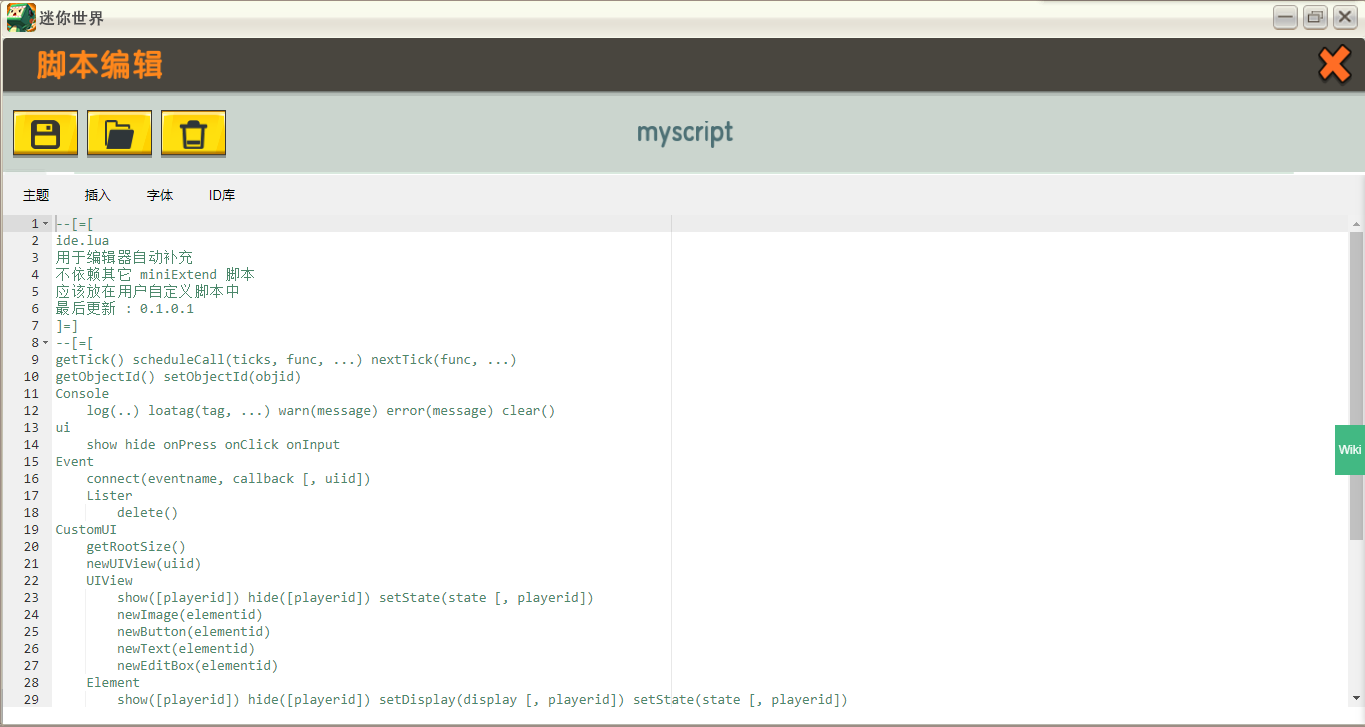 迷你世界
脚本编辑
myscript
主题 插入 字体 ID库
1 --[=[
2 ide.lua
3 用于编辑器自动补充
4 不依赖其它 miniExtend 脚本
5 应该放在用户自定义脚本中
6 最后更新 : 0.1.0.1
7 ]=]
8 --[=[
9 getTick() scheduleCall(ticks, func, ...) nextTick(func, ...)
10 getObjectId() setObjectId(objid)
11 Console
12 log(..) loatag(tag, ...) warn(message) error(message) clear()
13 ui
14 show hide onPress onClick onInput
15 Event
16 connect(eventname, callback [, uiid])
17 Lister
18 delete()
19 CustomUI
20 getRootSize()
21 newUIView(uiid)
22 UIView
23 show([playerid]) hide([playerid]) setState(state [, playerid])
24 newImage(elementid)
25 newButton(elementid)
26 newText(elementid)
27 newEditBox(elementid)
28 Element
29 show([playerid]) hide([playerid]) setDisplay(display [, playerid]) setState(state [, playerid])
Wiki